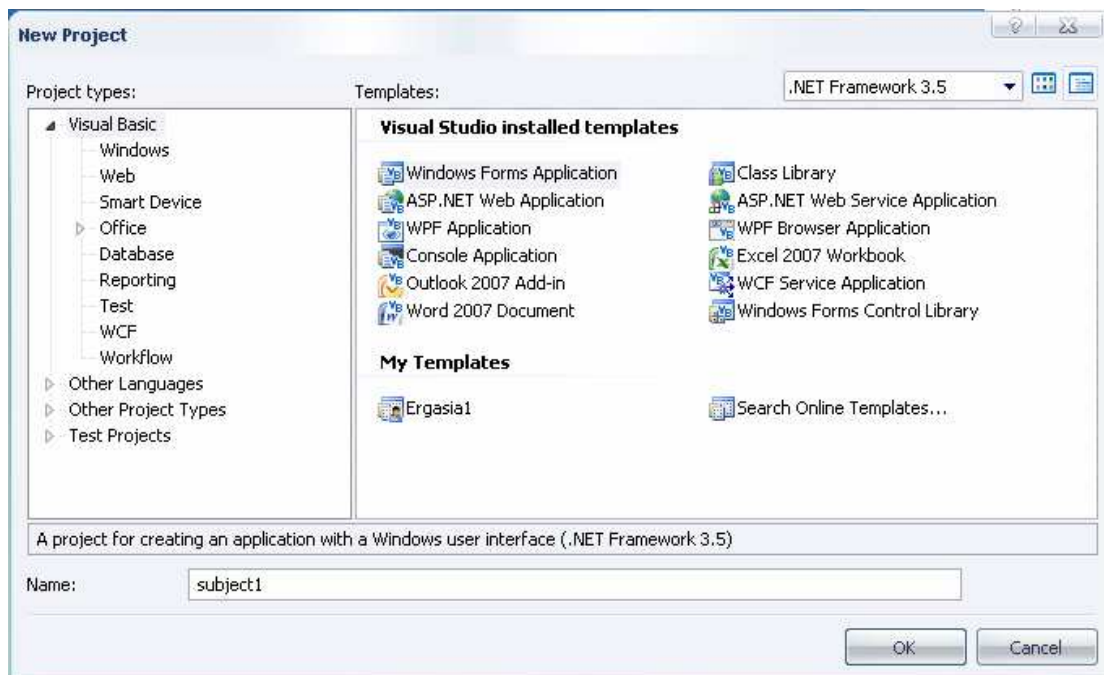 New Project
Project types:
Templates:
.NET Framework 3.5
Visual Basic
Windows
Web
Smart Device
Office
Database
Reporting
Test
WCF
Workflow
Other Languages
Other Project Types
Test Projects
Visual Studio installed templates
Windows Forms Application
Class Library
ASP.NET Web Application
ASP.NET Web Service Application
WPF Application
WPF Browser Application
Console Application
Excel 2007 Workbook
Outlook 2007 Add-in
WCF Service Application
Word 2007 Document
Windows Forms Control Library
My Templates
Ergasia1
Search Online Templates...
A project for creating an application with a Windows user interface (.NET Framework 3.5)
Name:
subject1
OK
Cancel